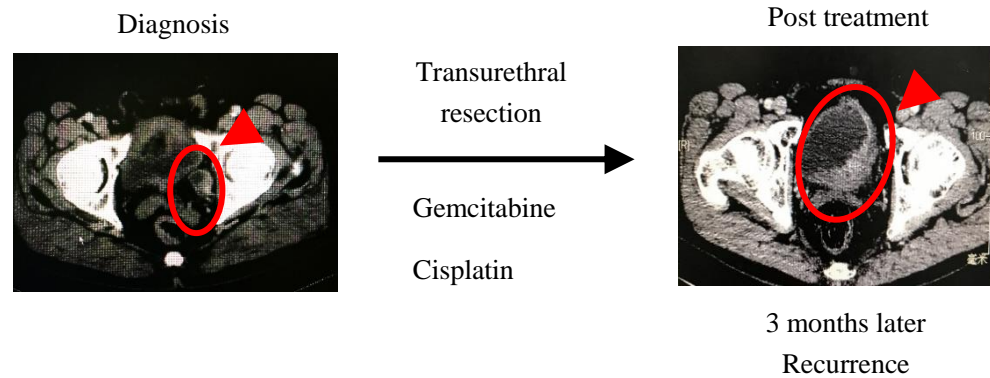 Diagnosis
Transurethral
resection
Gemcitabine
Cisplatin
Post treatment
[R]
3 months later
Recurrence